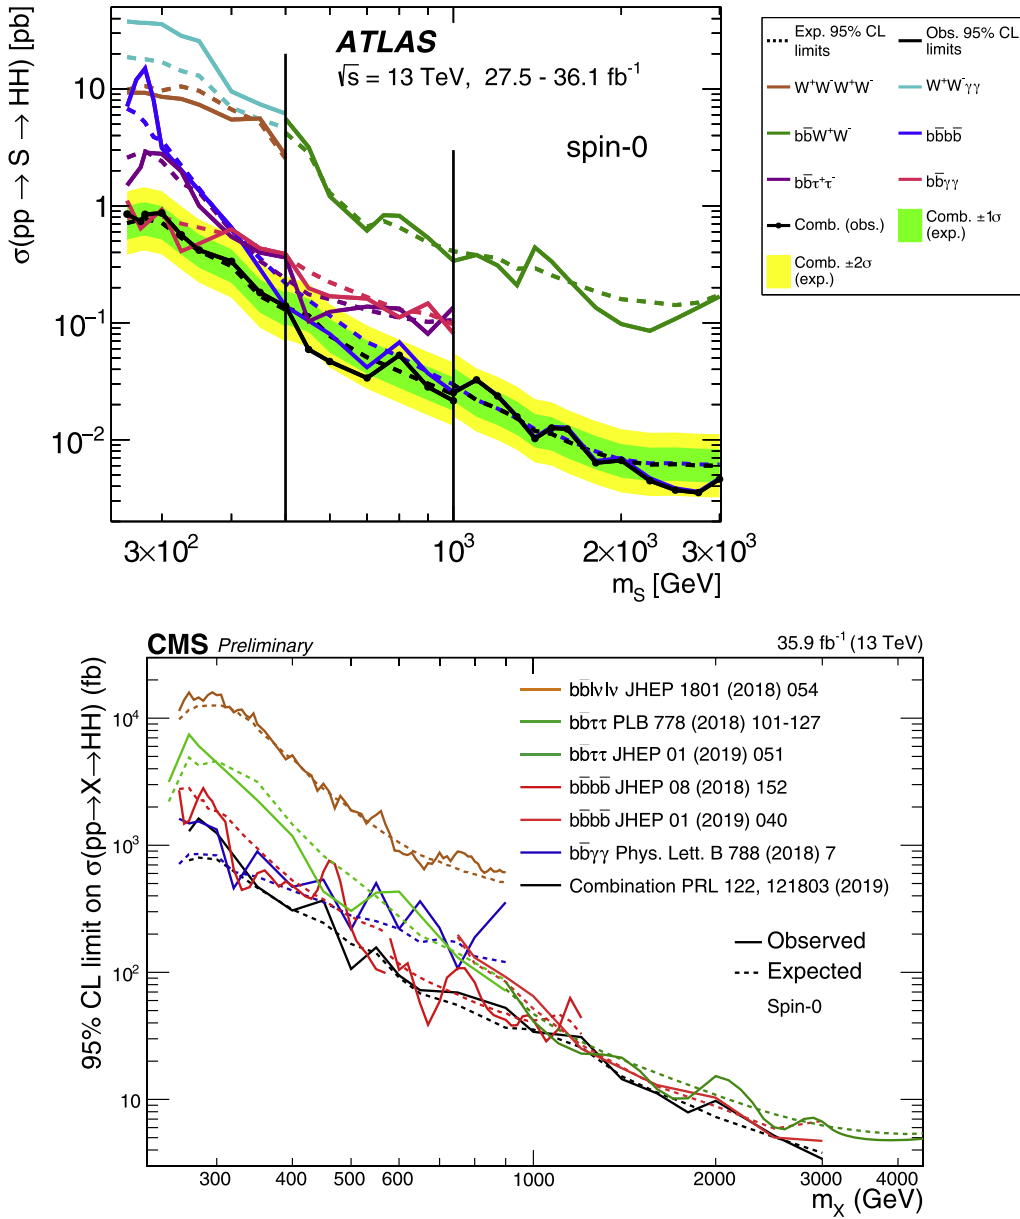 σ(pp → S → HH) [pb]
10
1
10⁻¹
10⁻²
ATLAS
√s = 13 TeV, 27.5 - 36.1 fb⁻¹
spin-0
3×10² 10³ 2×10³ 3×10³
m_S [GeV]
Exp. 95% CL limits
Obs. 95% CL limits
W⁺W⁻W⁺W⁻
W⁺W⁻γγ
bb̅W⁺W⁻
bb̅bb̅
bb̅τ⁺τ⁻
bb̅γγ
Comb. (obs.)
Comb. ±1σ (exp.)
Comb. ±2σ (exp.)
CMS Preliminary
35.9 fb⁻¹ (13 TeV)
95% CL limit on σ(pp→X→HH) (fb)
10⁴
10³
10²
10
bb̅lνlν JHEP 1801 (2018) 054
bb̅ττ PLB 778 (2018) 101-127
bb̅ττ JHEP 01 (2019) 051
bb̅bb̅ JHEP 08 (2018) 152
bb̅bb̅ JHEP 01 (2019) 040
bb̅γγ Phys. Lett. B 788 (2018) 7
Combination PRL 122, 121803 (2019)
Observed
Expected
Spin-0
300 400 500 600 1000 2000 3000 4000
m_X (GeV)